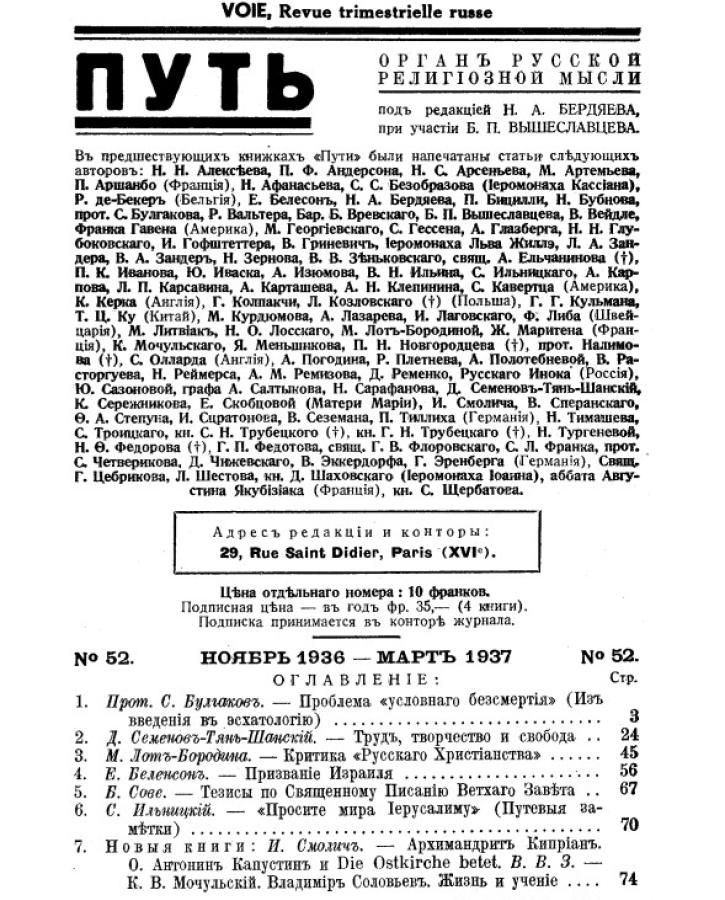 VOIE, Revue trimestrielle russe
ПУТЬ
ОРГАНЪ РУССКОЙ
РЕЛИГІОЗНОЙ МЫСЛИ
подъ редакціей Н. А. БЕРДЯЕВА,
при участіи Б. П. ВЫШЕСЛАВЦЕВА.
Въ предшествующихъ книжкахъ «Пути» были напечатаны статьи слѣдующихъ
авторовъ: Н. Н. Алексѣева, П. Ф. Андерсона, Н. С. Арсеньева, М. Артемьева,
П. Аршанбо (Франція), Н. Афанасьева, С. С. Безобразова (Іеромонаха Кассіана),
Р. де-Бекеръ (Бельгія), Е. Белесонъ, Н. А. Бердяева, П. Бицилли, Н. Бубнова,
прот. С. Булгакова, Р. Вальтера, Бар. Б. Вревскаго, Б. П. Вышеславцева, В. Вейдле,
Франка Гавена (Америка), М. Георгіевскаго, С. Гессена, А. Глазберга, Н. Н. Глу-
боковскаго, И. Гофштеттера, В. Гриневичъ, Іеромонаха Льва Жиллэ, Л. А. Зан-
дера, В. А. Зандеръ, Н. Зернова, В. В. Зѣньковскаго, свящ. А. Ельчанинова (†),
П. К. Иванова, Ю. Иваска, А. Изюмова, В. Н. Ильина, С. Ильницкаго, А. Кар-
пова, Л. П. Карсавина, А. Карташева, А. Н. Клепинина, С. Кавертца (Америка),
К. Керка (Англія), Г. Колпакчи, Л. Козловскаго (†) (Польша), Г. Г. Кульмана,
Т. Ц. Ку (Китай), М. Курдюмова, А. Лазарева, И. Лаговскаго, Ф. Либа (Швей-
царія), М. Литвіакъ, Н. О. Лосскаго, М. Лотъ-Бородиной, Ж. Маритена (Фран-
ція), К. Мочульскаго, Я. Меньшикова, П. Н. Новгородцева (†), прот. Налимо-
ва (†), С. Олларда (Англія), А. Погодина, Р. Плетнева, А. Полотебневой, В. Ра-
сторгуева, Н. Реймерса, А. М. Ремизова, Д. Ременко, Русскаго Инока (Россія),
Ю. Сазоновой, графа А. Салтыкова, Н. Сарафанова, Д. Семеновъ-Тянь-Шанскій,
К. Сережникова, Е. Скобцовой (Матери Маріи), И. Смолича, В. Сперанскаго,
Ѳ. А. Степуна, И. Стратонова, В. Сеземана, П. Тиллиха (Германія), Н. Тимашева,
С. Троицкаго, кн. С. Н. Трубецкого (†), кн. Г. Н. Трубецкого (†), Н. Тургеневой,
Н. Ѳ. Федорова (†), Г. П. Федотова, свящ. Г. В. Флоровскаго, С. Л. Франка, прот.
С. Четверикова, Д. Чижевскаго, В. Эккердорфа, Г. Эренберга (Германія), Свящ.
Г. Цебрикова, Л. Шестова, кн. Д. Шаховского (Іеромонаха Іоанна), аббата Авгу-
стина Якубізіака (Франція), кн. С. Щербатова.
Адресъ редакціи и конторы:
29, Rue Saint Didier, Paris (XVIe).
Цѣна отдѣльнаго номера : 10 франков.
Подписная цѣна — въ годъ фр. 35,— (4 книги).
Подписка принимается въ конторѣ журнала.
№ 52. НОЯБРЬ 1936 — МАРТЪ 1937 № 52.
ОГЛАВЛЕНІЕ: Стр.
1. Прот. С. Булгаковъ. — Проблема «условнаго безсмертія» (Изъ
введенія въ эсхатологію) ........................ 3
2. Д. Семеновъ-Тянь-Шанскій. — Трудъ, творчество и свобода .. 24
3. М. Лотъ-Бородина. — Критика «Русскаго Христіанства» ...... 45
4. Е. Беленсонъ. — Призваніе Израиля ................... 56
5. Б. Сове. — Тезисы по Священному Писанію Ветхаго Завѣта .. 67
6. С. Ильницкій. — «Просите мира Іерусалиму» (Путевыя за-
мѣтки) ................................. 70
7. Новыя книги: И. Смоличъ. — Архимандритъ Кипріанъ.
О. Антонинъ Капустин и Die Ostkirche betet. В. В. З. —
К. В. Мочульскій. Владиміръ Соловьевъ. Жизнь и ученіе .... 74